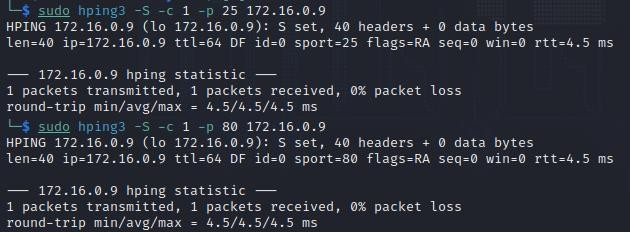 └─$ sudo hping3 -S -c 1 -p 25 172.16.0.9
HPING 172.16.0.9 (lo 172.16.0.9): S set, 40 headers + 0 data bytes
len=40 ip=172.16.0.9 ttl=64 DF id=0 sport=25 flags=RA seq=0 win=0 rtt=4.5 ms
—— 172.16.0.9 hping statistic ——
1 packets transmitted, 1 packets received, 0% packet loss
round-trip min/avg/max = 4.5/4.5/4.5 ms
└─$ sudo hping3 -S -c 1 -p 80 172.16.0.9
HPING 172.16.0.9 (lo 172.16.0.9): S set, 40 headers + 0 data bytes
len=40 ip=172.16.0.9 ttl=64 DF id=0 sport=80 flags=RA seq=0 win=0 rtt=4.5 ms
—— 172.16.0.9 hping statistic ——
1 packets transmitted, 1 packets received, 0% packet loss
round-trip min/avg/max = 4.5/4.5/4.5 ms